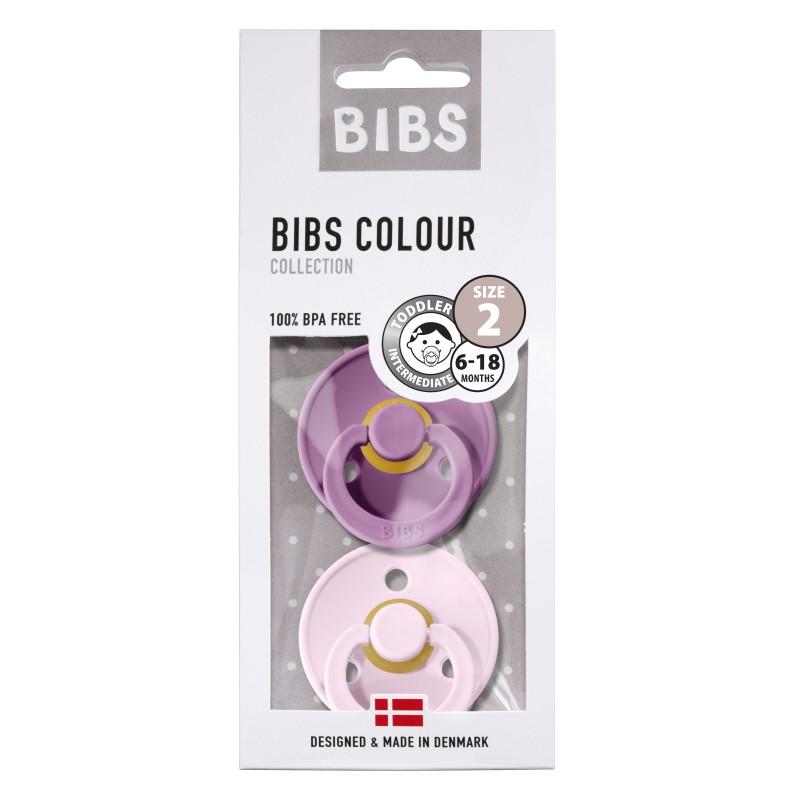 BIBS
BIBS COLOUR
COLLECTION
100% BPA FREE
SIZE
2
TODDLER
INTERMEDIATE
6-18
MONTHS
BIBS
DESIGNED & MADE IN DENMARK